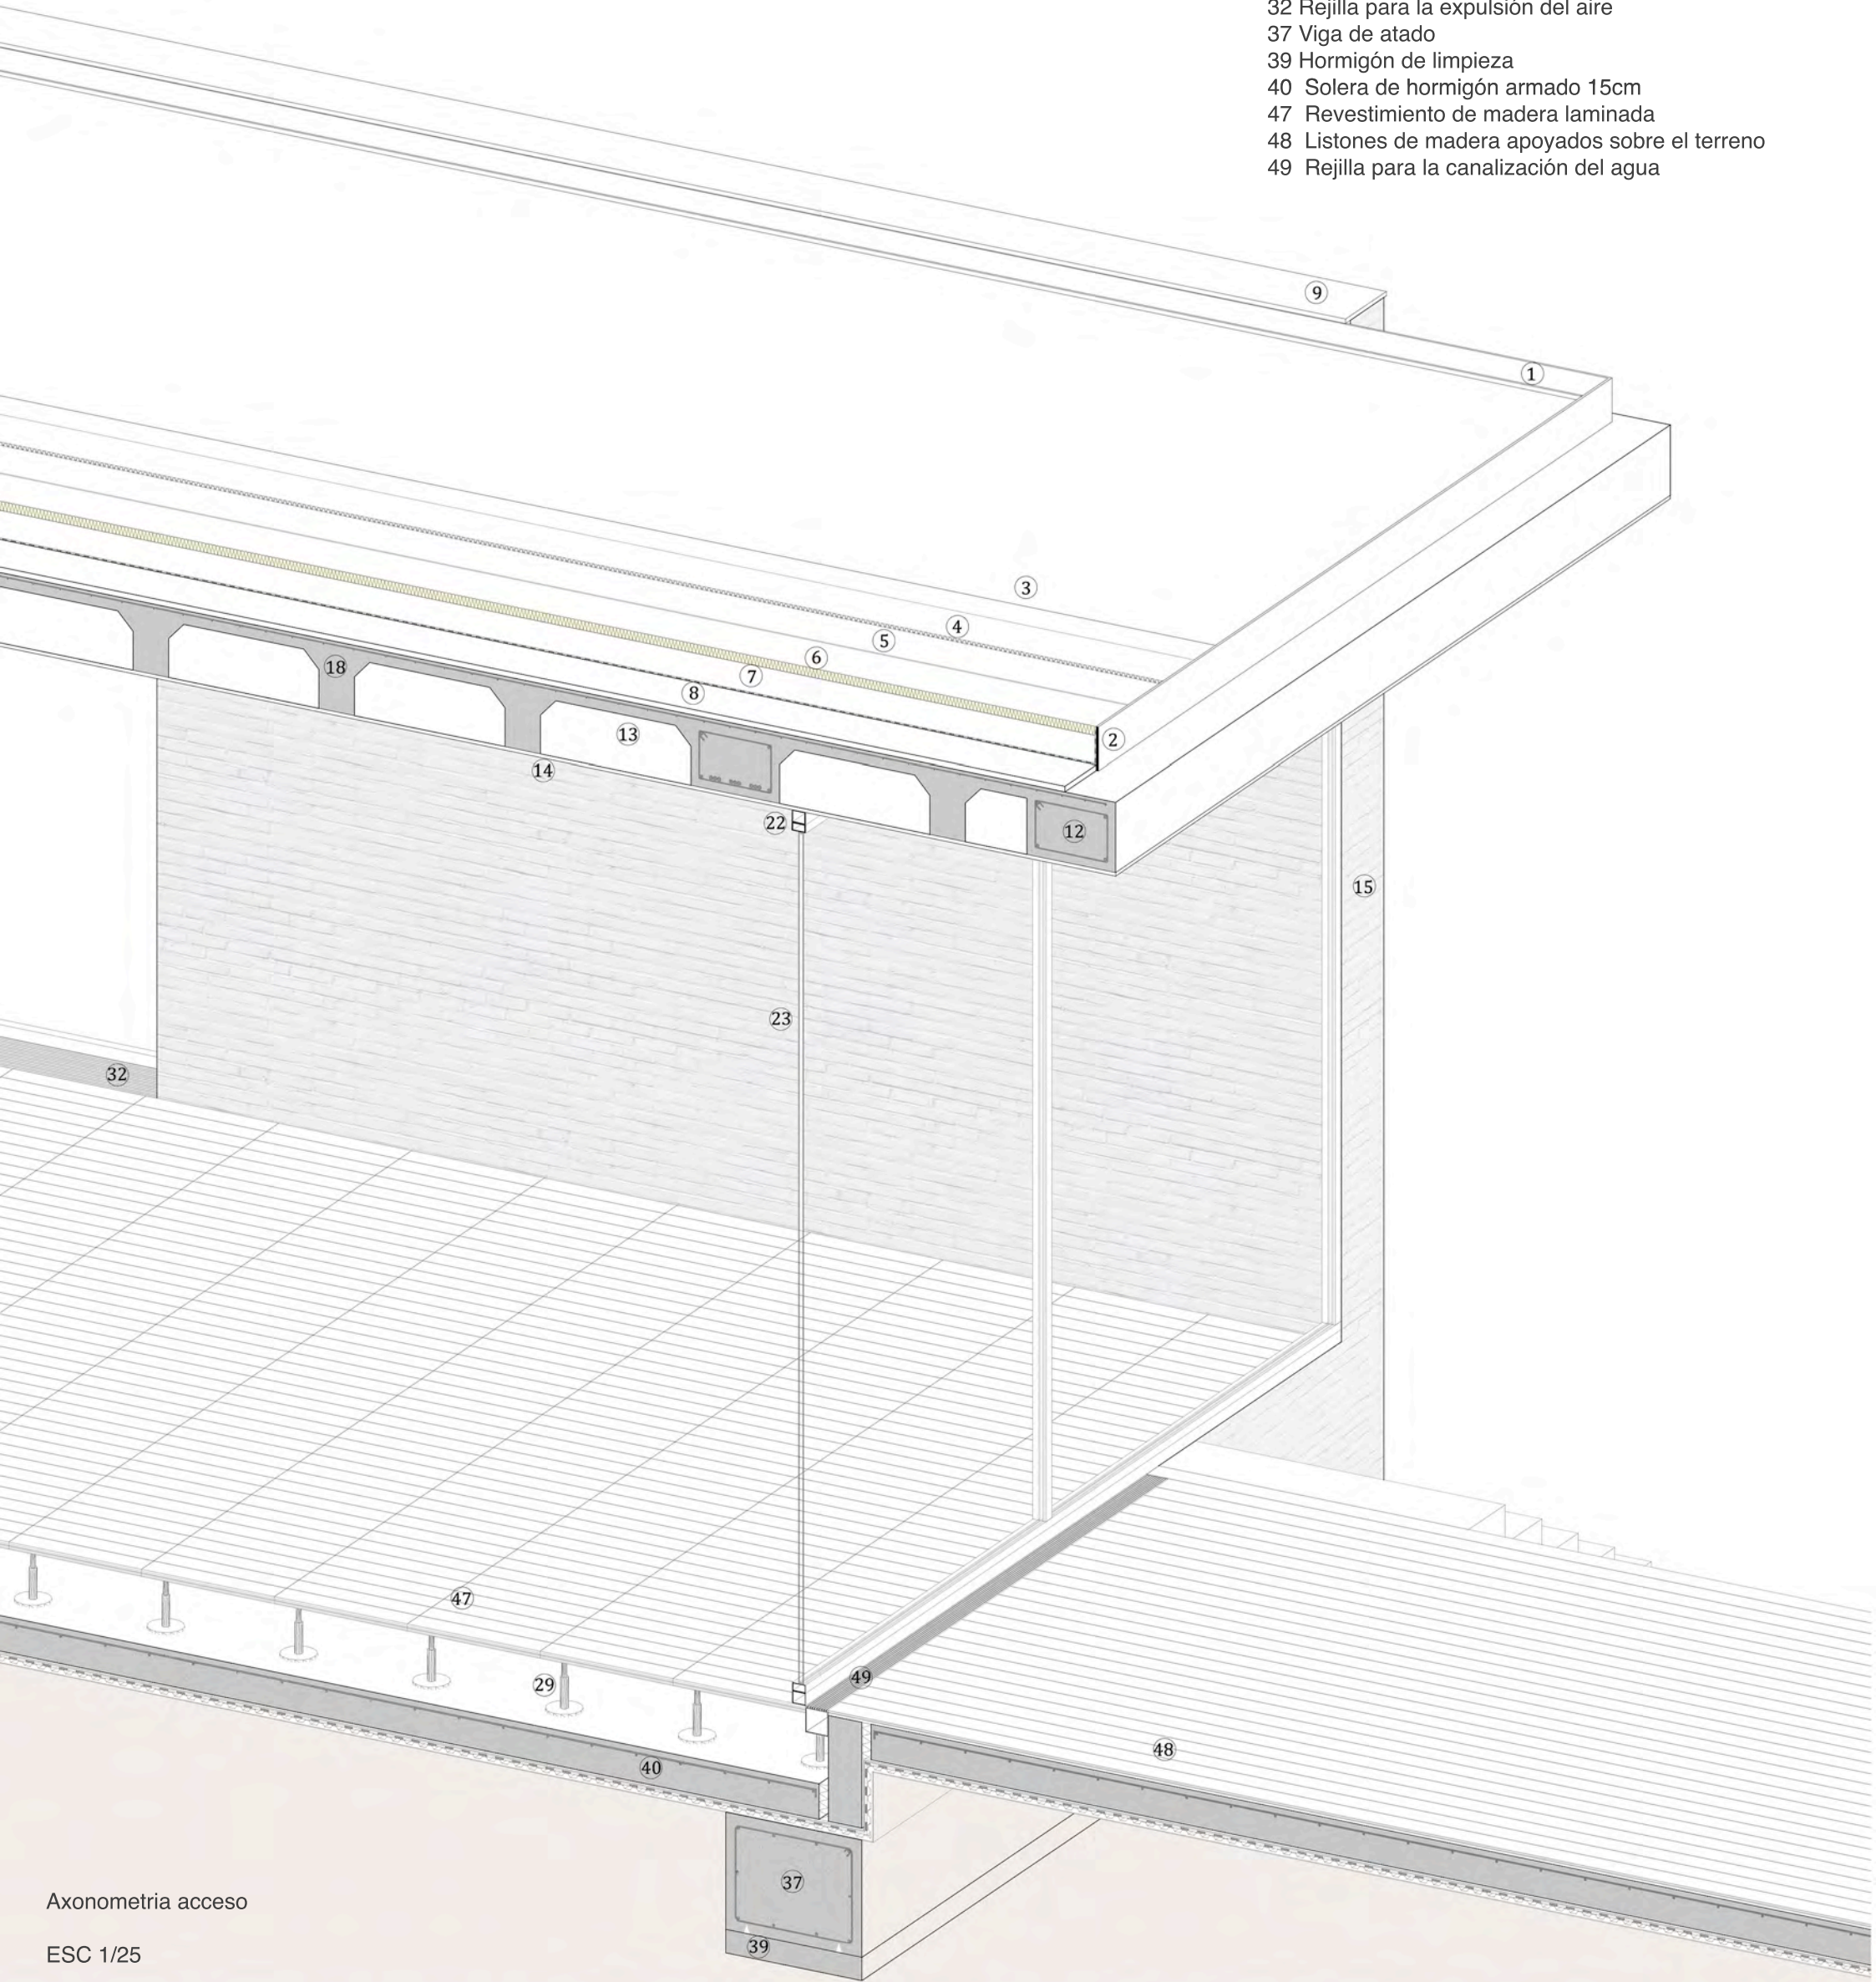 32 Rejilla para la expulsión del aire
37 Viga de atado
39 Hormigón de limpieza
40 Solera de hormigón armado 15cm
47 Revestimiento de madera laminada
48 Listones de madera apoyados sobre el terreno
49 Rejilla para la canalización del agua
9
1
3
4
5
6
18
7
8
13
2
14
22
12
15
23
32
47
49
29
48
40
37
39
Axonometria acceso
ESC 1/25